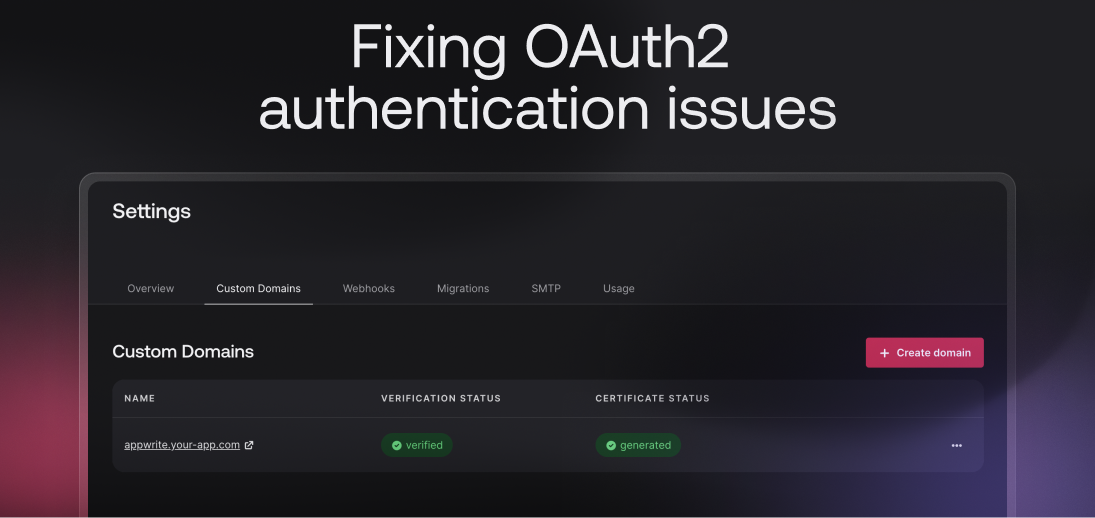 Fixing OAuth2
authentication issues
Settings
Overview Custom Domains Webhooks Migrations SMTP Usage
Custom Domains
+ Create domain
NAME VERIFICATION STATUS CERTIFICATE STATUS
appwrite.your-app.com verified generated